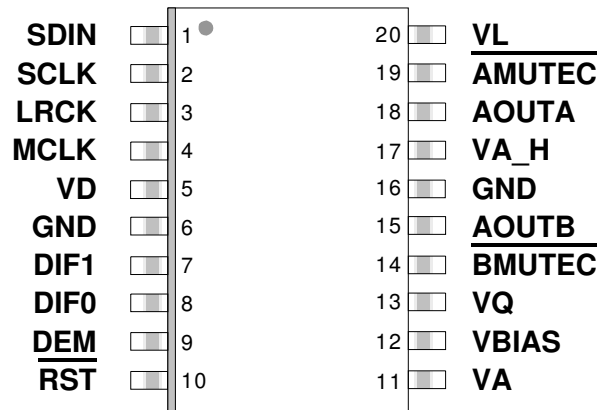 SDIN 1 20 VL
SCLK 2 19 AMUTEC
LRCK 3 18 AOUTA
MCLK 4 17 VA_H
VD 5 16 GND
GND 6 15 AOUTB
DIF1 7 14 BMUTEC
DIF0 8 13 VQ
DEM 9 12 VBIAS
RST 10 11 VA